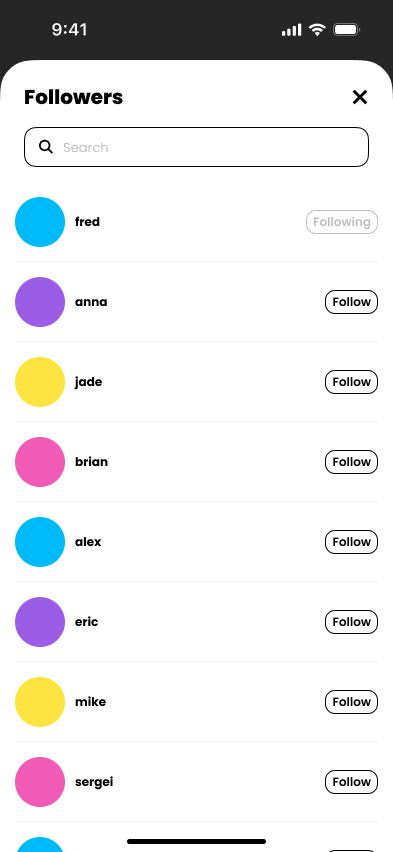 9:41
Followers
Search
fred Following
anna Follow
jade Follow
brian Follow
alex Follow
eric Follow
mike Follow
sergei Follow